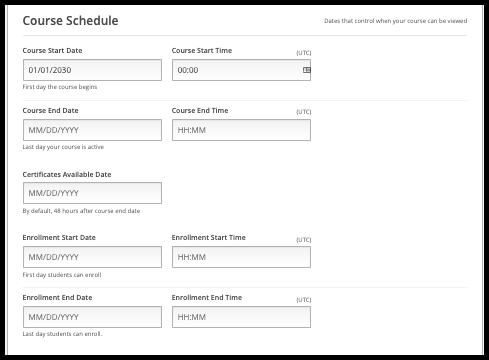 Course Schedule Dates that control when your course can be viewed
Course Start Date Course Start Time (UTC)
01/01/2030 00:00
First day the course begins
Course End Date Course End Time (UTC)
MM/DD/YYYY HH:MM
Last day your course is active
Certificates Available Date
MM/DD/YYYY
By default, 48 hours after course end date
Enrollment Start Date Enrollment Start Time (UTC)
MM/DD/YYYY HH:MM
First day students can enroll
Enrollment End Date Enrollment End Time (UTC)
MM/DD/YYYY HH:MM
Last day students can enroll.